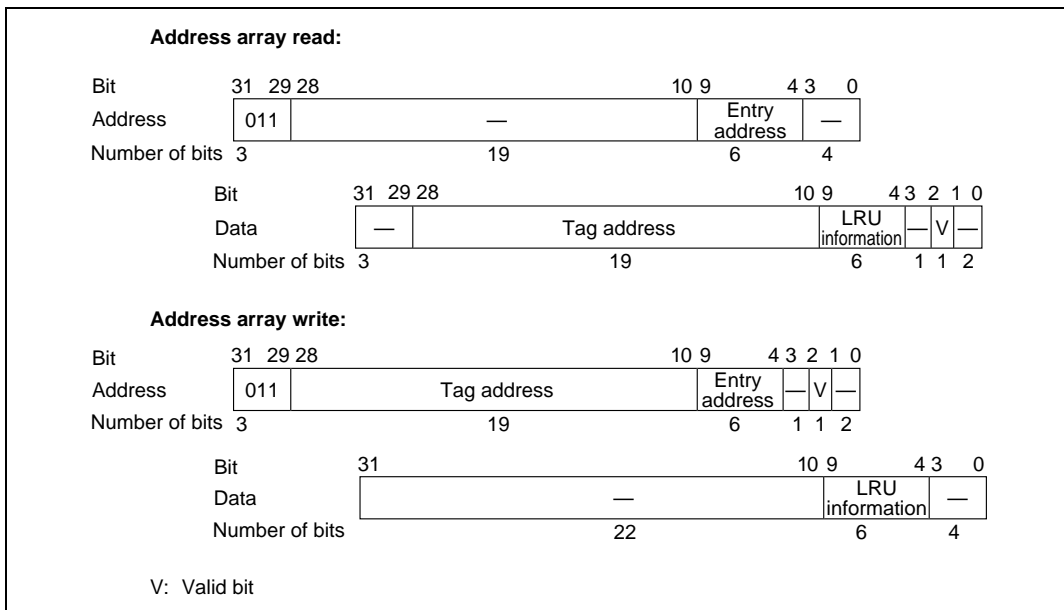 Address array read:
Bit 31 29 28 10 9 4 3 0
Address 011 — Entry address —
Number of bits 3 19 6 4
Bit 31 29 28 10 9 4 3 2 1 0
Data — Tag address LRU information — V —
Number of bits 3 19 6 1 1 2
Address array write:
Bit 31 29 28 10 9 4 3 2 1 0
Address 011 Tag address Entry address — V —
Number of bits 3 19 6 1 1 2
Bit 31 10 9 4 3 0
Data — LRU information —
Number of bits 22 6 4
V: Valid bit